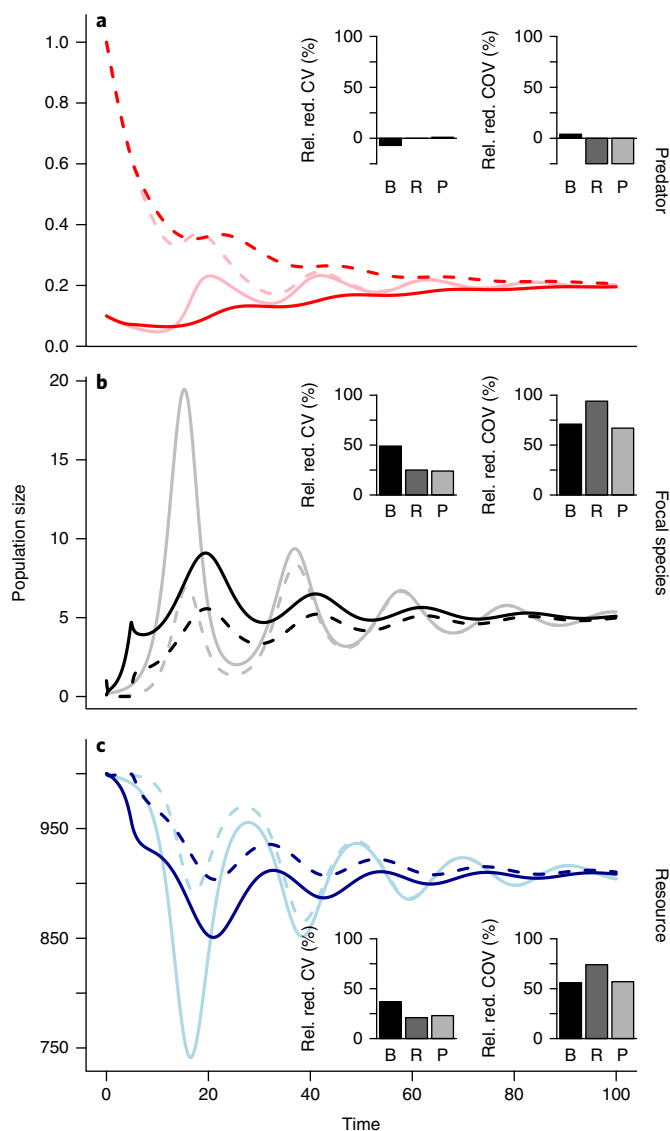 a
1.0
0.8
0.6
0.4
0.2
0.0
Rel. red. CV (%)
100
50
0
B R P
Rel. red. COV (%)
100
50
0
B R P
Predator
b
20
15
10
5
0
Population size
Rel. red. CV (%)
100
50
0
B R P
Rel. red. COV (%)
100
50
0
B R P
Focal species
c
950
850
750
Rel. red. CV (%)
100
50
0
B R P
Rel. red. COV (%)
100
50
0
B R P
Resource
0 20 40 60 80 100
Time